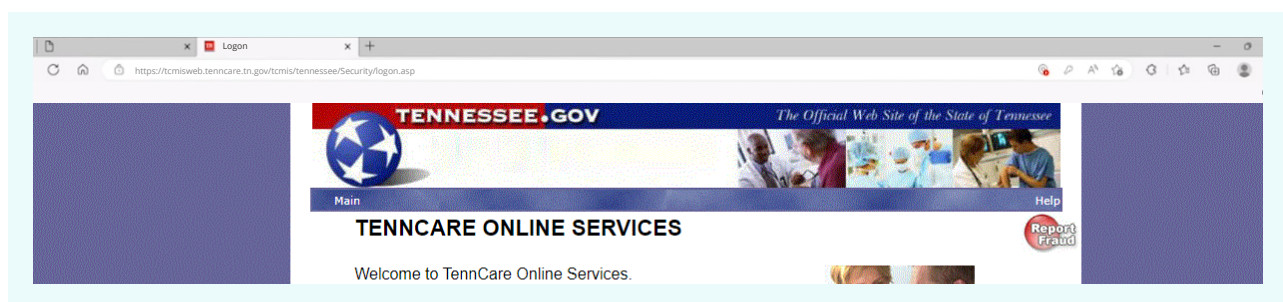 Logon
https://tcmisweb.tenncare.tn.gov/tcmis/tennessee/Security/logon.asp
TENNESSEE.GOV The Official Web Site of the State of Tennessee
Main Help
TENNCARE ONLINE SERVICES
Report
Fraud
Welcome to TennCare Online Services.